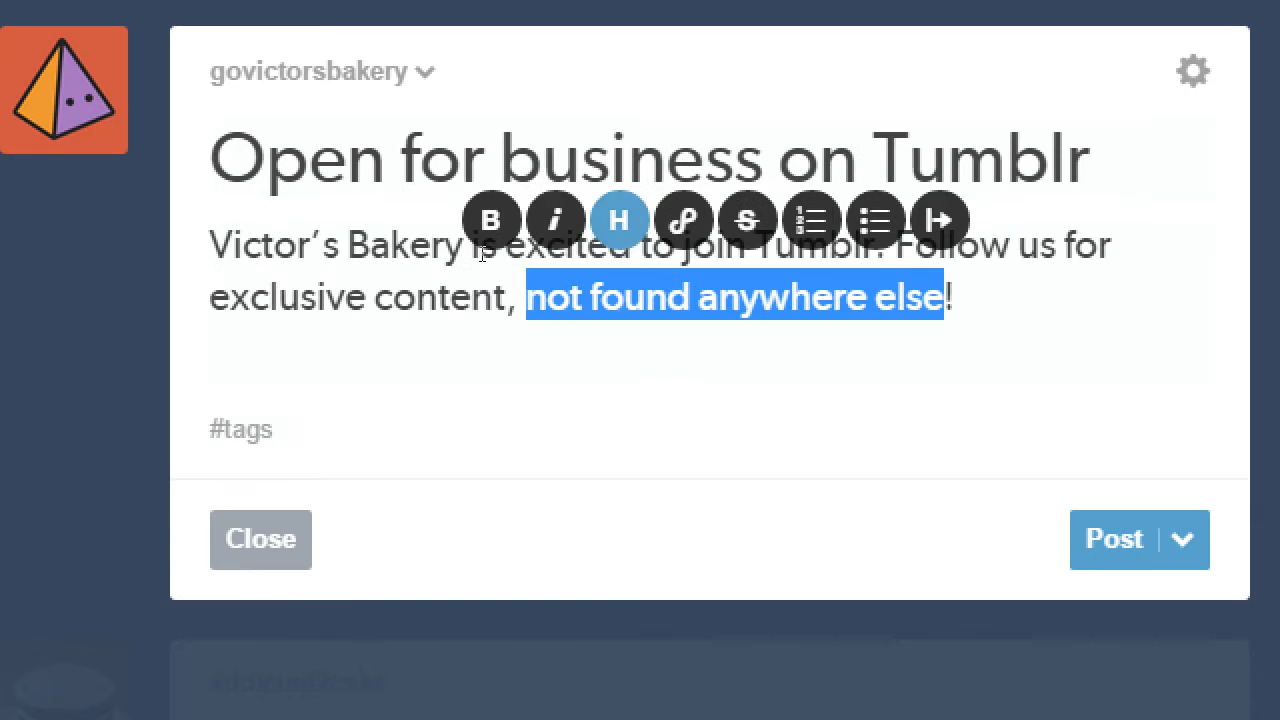 govictorsbakery
Open for business on Tumblr
B i H S
Victor’s Bakery is excited to join Tumblr. Follow us for
exclusive content, not found anywhere else!
#tags
Close
Post